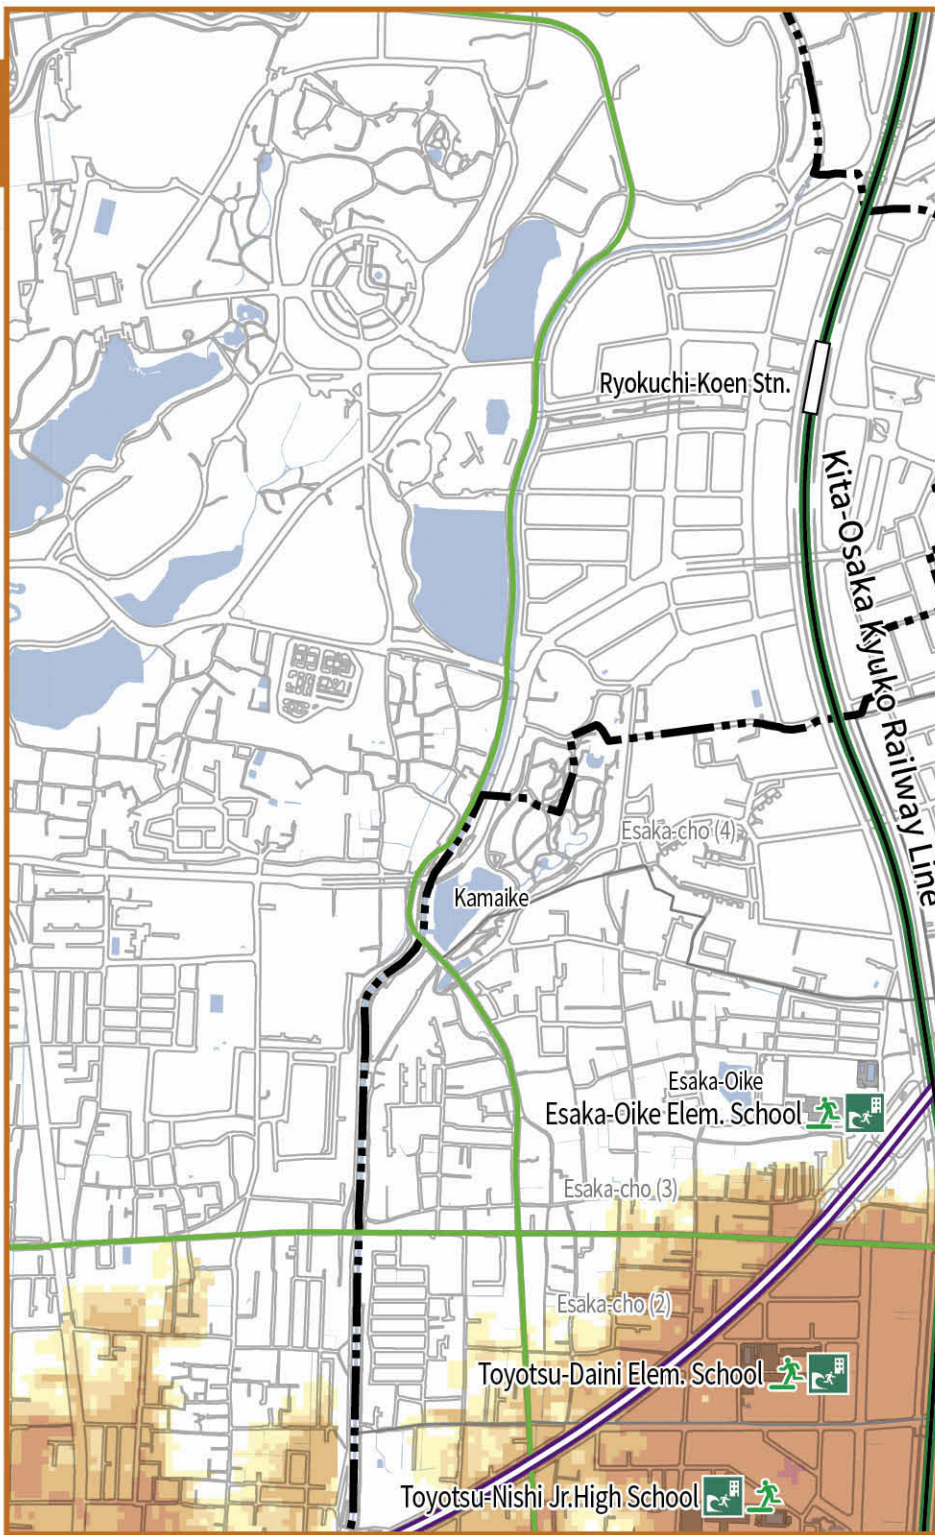 Ryokuchi-Koen Stn.
Kita-Osaka Kyuko Railway Line
Esaka-cho (4)
Kamaike
Esaka-Oike
Esaka-Oike Elem. School
Esaka-cho (3)
Esaka-cho (2)
Toyotsu-Daini Elem. School
Toyotsu-Nishi Jr.High School